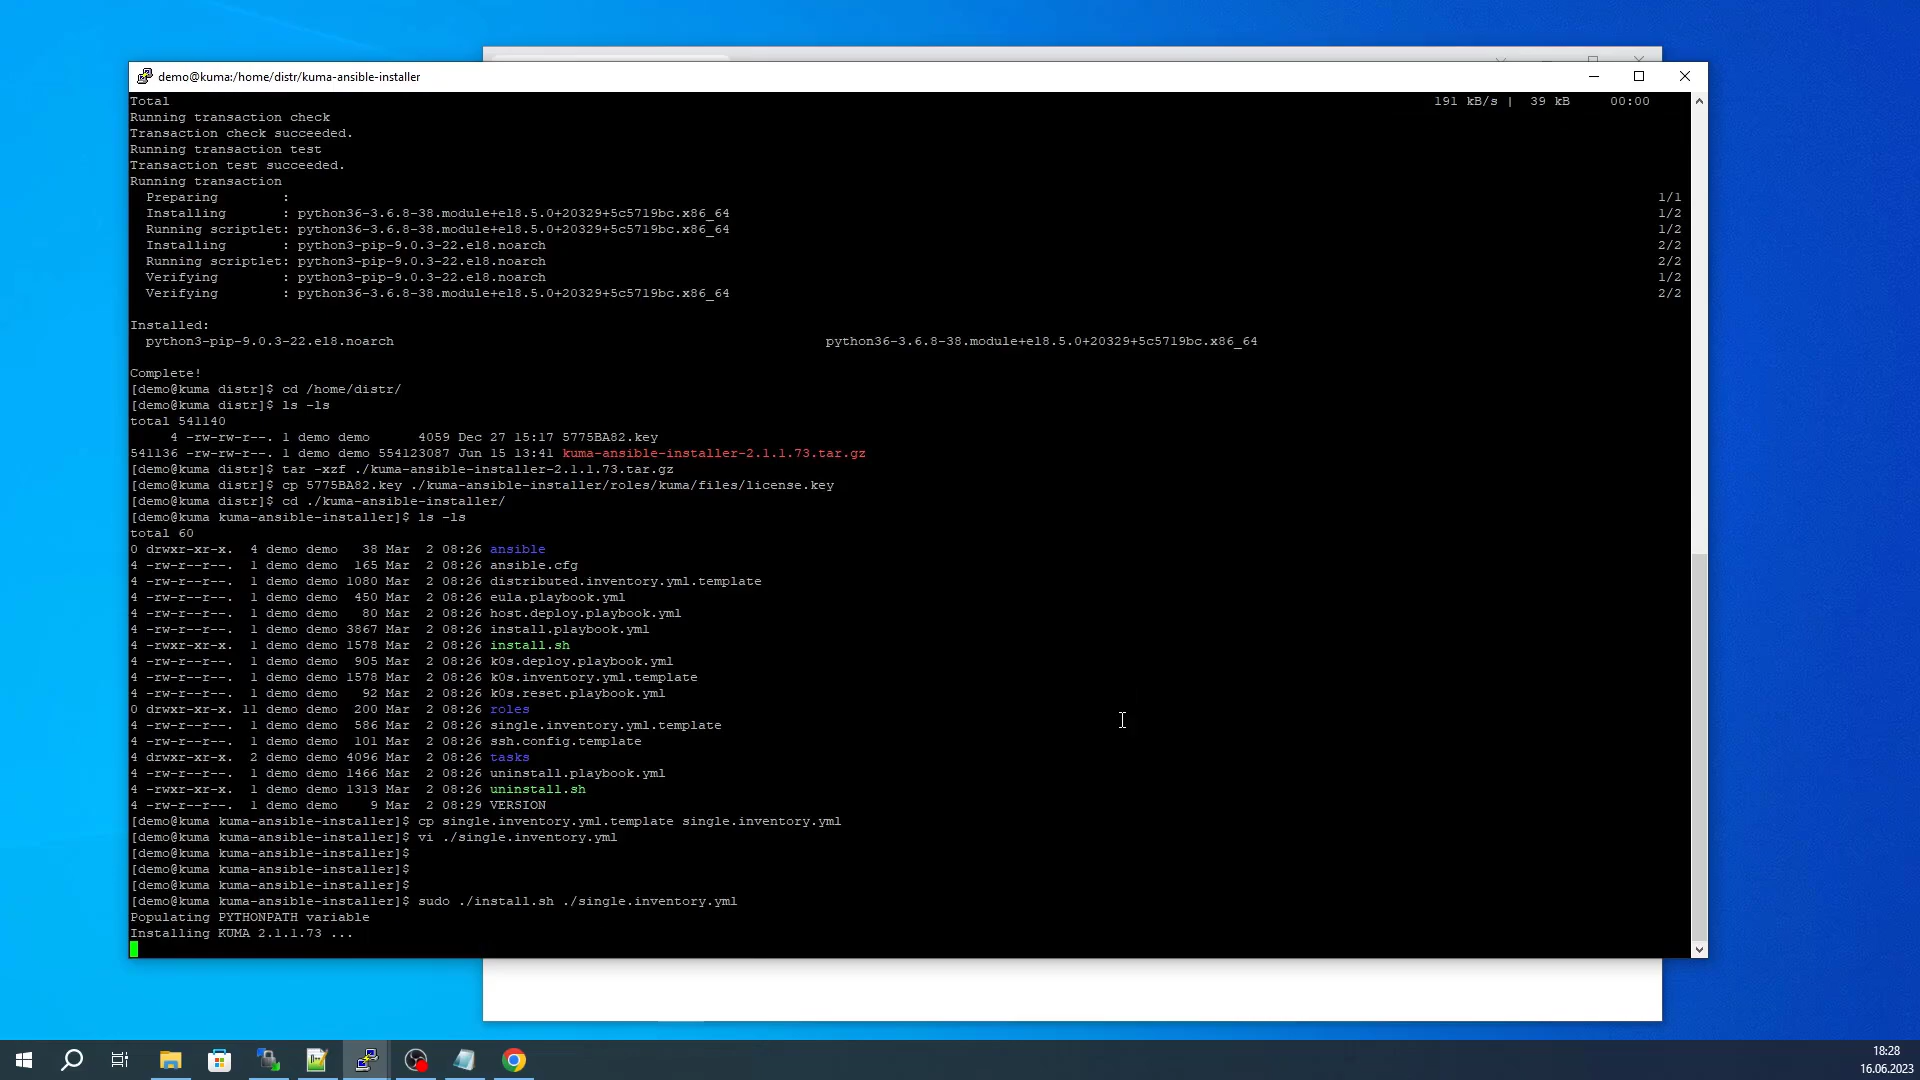 demo@kuma:/home/distr/kuma-ansible-installer
Total 191 kB/s | 39 kB 00:00
Running transaction check
Transaction check succeeded.
Running transaction test
Transaction test succeeded.
Running transaction
Preparing : 1/1
Installing : python36-3.6.8-38.module+el8.5.0+20329+5c5719bc.x86_64 1/2
Running scriptlet: python36-3.6.8-38.module+el8.5.0+20329+5c5719bc.x86_64 1/2
Installing : python3-pip-9.0.3-22.el8.noarch 2/2
Running scriptlet: python3-pip-9.0.3-22.el8.noarch 2/2
Verifying : python3-pip-9.0.3-22.el8.noarch 1/2
Verifying : python36-3.6.8-38.module+el8.5.0+20329+5c5719bc.x86_64 2/2
Installed:
python3-pip-9.0.3-22.el8.noarch python36-3.6.8-38.module+el8.5.0+20329+5c5719bc.x86_64
Complete!
[demo@kuma distr]$ cd /home/distr/
[demo@kuma distr]$ ls -ls
total 541140
4 -rw-rw-r--. 1 demo demo 4059 Dec 27 15:17 5775BA82.key
541136 -rw-rw-r--. 1 demo demo 554123087 Jun 15 13:41 kuma-ansible-installer-2.1.1.73.tar.gz
[demo@kuma distr]$ tar -xzf ./kuma-ansible-installer-2.1.1.73.tar.gz
[demo@kuma distr]$ cp 5775BA82.key ./kuma-ansible-installer/roles/kuma/files/license.key
[demo@kuma distr]$ cd ./kuma-ansible-installer/
[demo@kuma kuma-ansible-installer]$ ls -ls
total 60
0 drwxr-xr-x. 4 demo demo 38 Mar 2 08:26 ansible
4 -rw-r--r--. 1 demo demo 165 Mar 2 08:26 ansible.cfg
4 -rw-r--r--. 1 demo demo 1080 Mar 2 08:26 distributed.inventory.yml.template
4 -rw-r--r--. 1 demo demo 450 Mar 2 08:26 eula.playbook.yml
4 -rw-r--r--. 1 demo demo 80 Mar 2 08:26 host.deploy.playbook.yml
4 -rw-r--r--. 1 demo demo 3867 Mar 2 08:26 install.playbook.yml
4 -rwxr-xr-x. 1 demo demo 1578 Mar 2 08:26 install.sh
4 -rw-r--r--. 1 demo demo 905 Mar 2 08:26 k0s.deploy.playbook.yml
4 -rw-r--r--. 1 demo demo 1578 Mar 2 08:26 k0s.inventory.yml.template
4 -rw-r--r--. 1 demo demo 92 Mar 2 08:26 k0s.reset.playbook.yml
0 drwxr-xr-x. 11 demo demo 200 Mar 2 08:26 roles
4 -rw-r--r--. 1 demo demo 586 Mar 2 08:26 single.inventory.yml.template
4 -rw-r--r--. 1 demo demo 101 Mar 2 08:26 ssh.config.template
4 drwxr-xr-x. 2 demo demo 4096 Mar 2 08:26 tasks
4 -rw-r--r--. 1 demo demo 1466 Mar 2 08:26 uninstall.playbook.yml
4 -rwxr-xr-x. 1 demo demo 1313 Mar 2 08:26 uninstall.sh
4 -rw-r--r--. 1 demo demo 9 Mar 2 08:29 VERSION
[demo@kuma kuma-ansible-installer]$ cp single.inventory.yml.template single.inventory.yml
[demo@kuma kuma-ansible-installer]$ vi ./single.inventory.yml
[demo@kuma kuma-ansible-installer]$
[demo@kuma kuma-ansible-installer]$
[demo@kuma kuma-ansible-installer]$
[demo@kuma kuma-ansible-installer]$ sudo ./install.sh ./single.inventory.yml
Populating PYTHONPATH variable
Installing KUMA 2.1.1.73 ...
18:28
16.06.2023